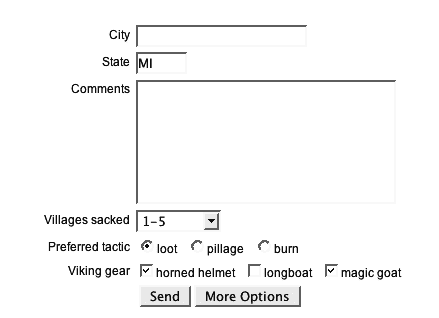 City
State MI
Comments
Villages sacked 1-5
Preferred tactic loot pillage burn
Viking gear horned helmet longboat magic goat
Send More Options